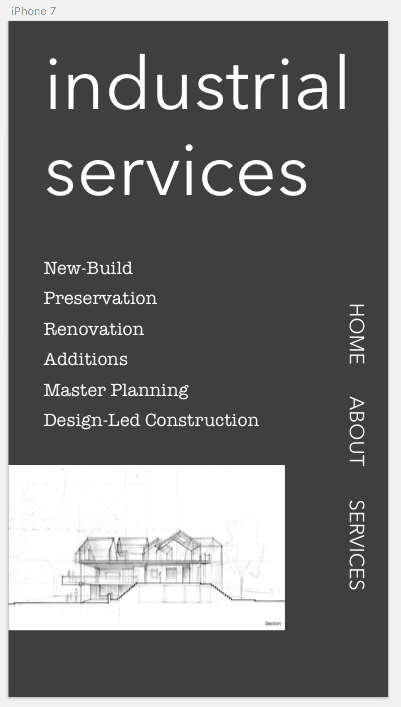 iPhone 7
industrial
services
New-Build
Preservation
Renovation
Additions
Master Planning
Design-Led Construction
HOME
ABOUT
SERVICES
Section